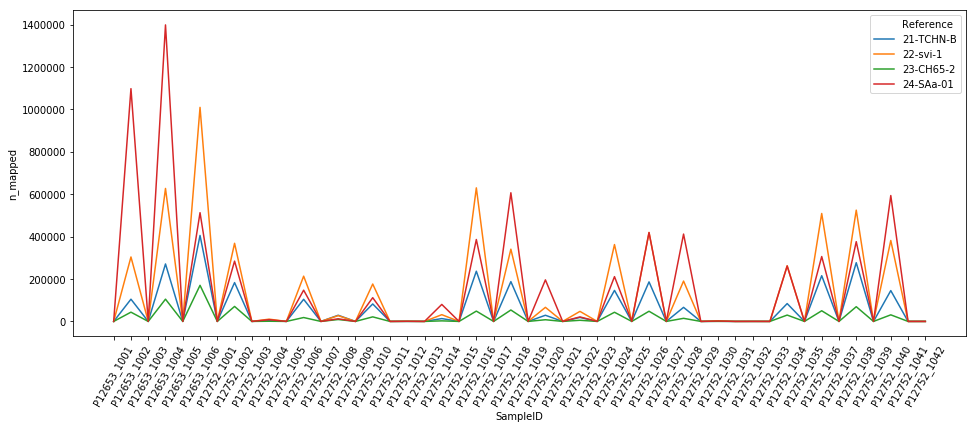 1400000
1200000
1000000
800000
600000
400000
200000
0
n_mapped
Reference
21-TCHN-B
22-svi-1
23-CH65-2
24-SAa-01
P12653_1001
P12653_1002
P12653_1003
P12653_1004
P12653_1005
P12653_1006
P12752_1001
P12752_1002
P12752_1003
P12752_1004
P12752_1005
P12752_1006
P12752_1007
P12752_1008
P12752_1009
P12752_1010
P12752_1011
P12752_1012
P12752_1013
P12752_1014
P12752_1015
P12752_1016
P12752_1017
P12752_1018
P12752_1019
P12752_1020
P12752_1021
P12752_1022
P12752_1023
P12752_1024
P12752_1025
P12752_1026
P12752_1027
P12752_1028
P12752_1029
P12752_1030
P12752_1031
P12752_1032
P12752_1033
P12752_1034
P12752_1035
P12752_1036
P12752_1037
P12752_1038
P12752_1039
P12752_1040
P12752_1041
P12752_1042
SampleID